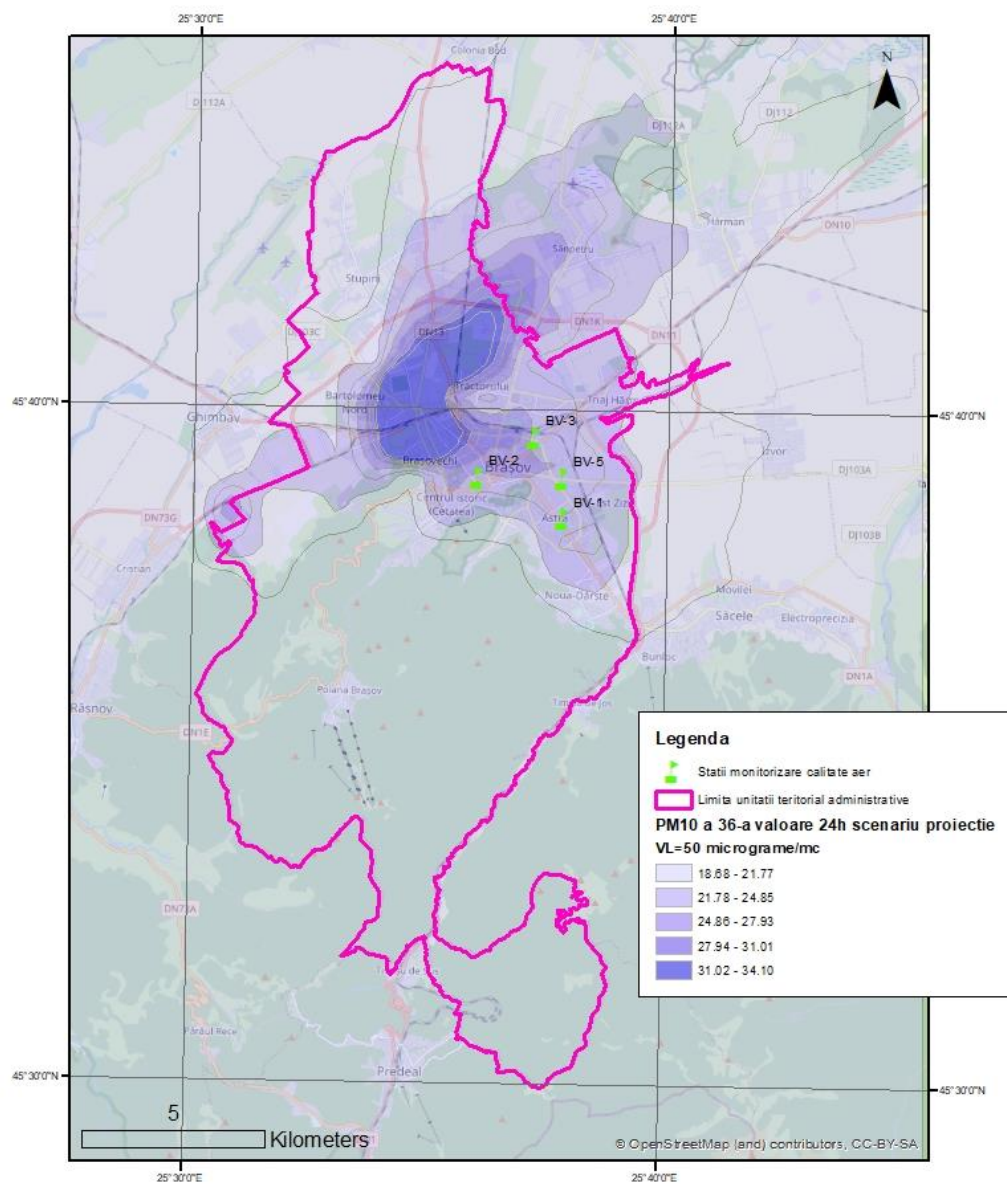 25° 30'0"E
25° 40'0"E
N
Colonia Bod
DJ112A
DJ112
DJ112A
Hărman
DN10
Sânpetru
Stupini
DN13
DN1K
DN11
Tractorului
Bartolomeu
Nord
45° 40'0"N
45° 40'0"N
Ghimbav
BV-3
BV-2
Brașov
BV-5
Izvor
DJ103A
Centrul istoric
(Cetatea)
BV-1
Astra
DN73G
Cristian
DJ103B
Noua-Dârste
Movilei
Săcele
Electroprecizia
Bunloc
DN1A
Poiana Brașov
Râșnov
DN1E
Legenda
Statii monitorizare calitate aer
Limita unitatii teritorial administrative
PM10 a 36-a valoare 24h scenariu proiectie
VL=50 micrograme/mc
18.68 - 21.77
21.78 - 24.85
24.86 - 27.93
27.94 - 31.01
31.02 - 34.10
DN73A
Pârâul Rece
Predeal
45° 30'0"N
45° 30'0"N
5
Kilometers
© OpenStreetMap (and) contributors, CC-BY-SA
25° 30'0"E
25° 40'0"E